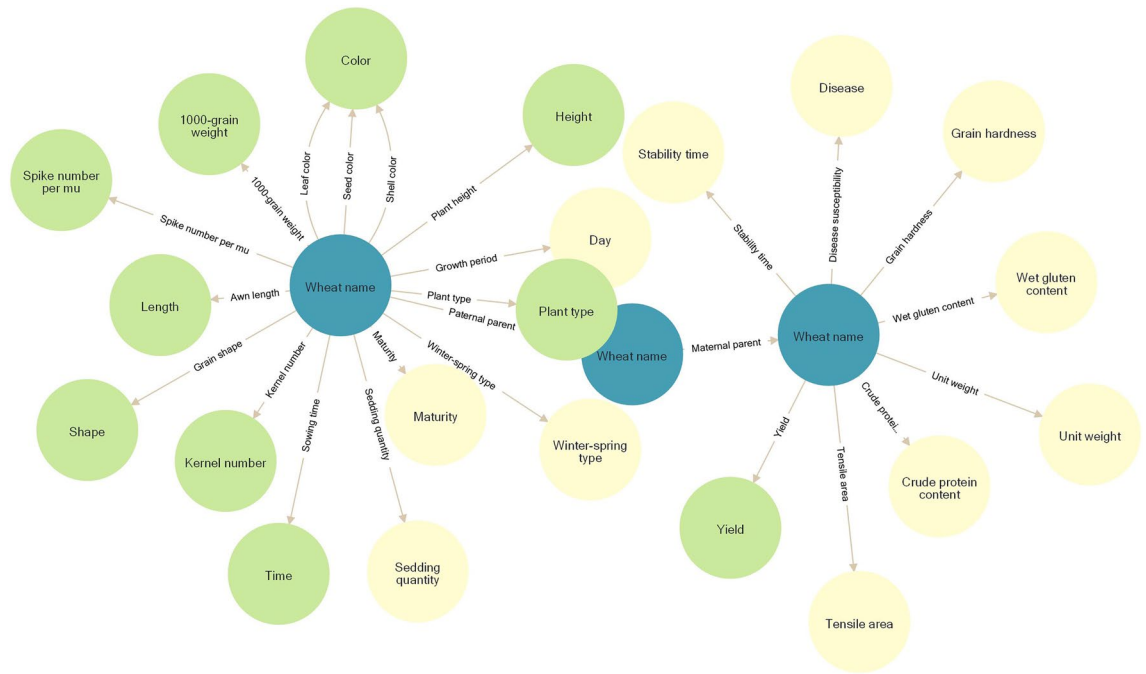 Color
Disease
1000-grain
weight
Height
Grain hardness
Stability time
Spike number
per mu
Leaf color
Seed color
Shell color
1000-grain weight
Plant height
Disease susceptibility
Grain hardness
Spike number per mu
Stability time
Day
Growth period
Wet gluten
content
Wheat name
Awn length
Length
Plant type
Plant type
Paternal parent
Wet gluten content
Wheat name
Maternal parent
Wheat name
Grain shape
Kernel number
Maturity
Winter-spring type
Unit weight
Sowing time
Sedding quantity
Maturity
Yield
Crude protei..
Tensile area
Shape
Kernel number
Winter-spring
type
Unit weight
Crude protein
content
Yield
Time
Sedding
quantity
Tensile area